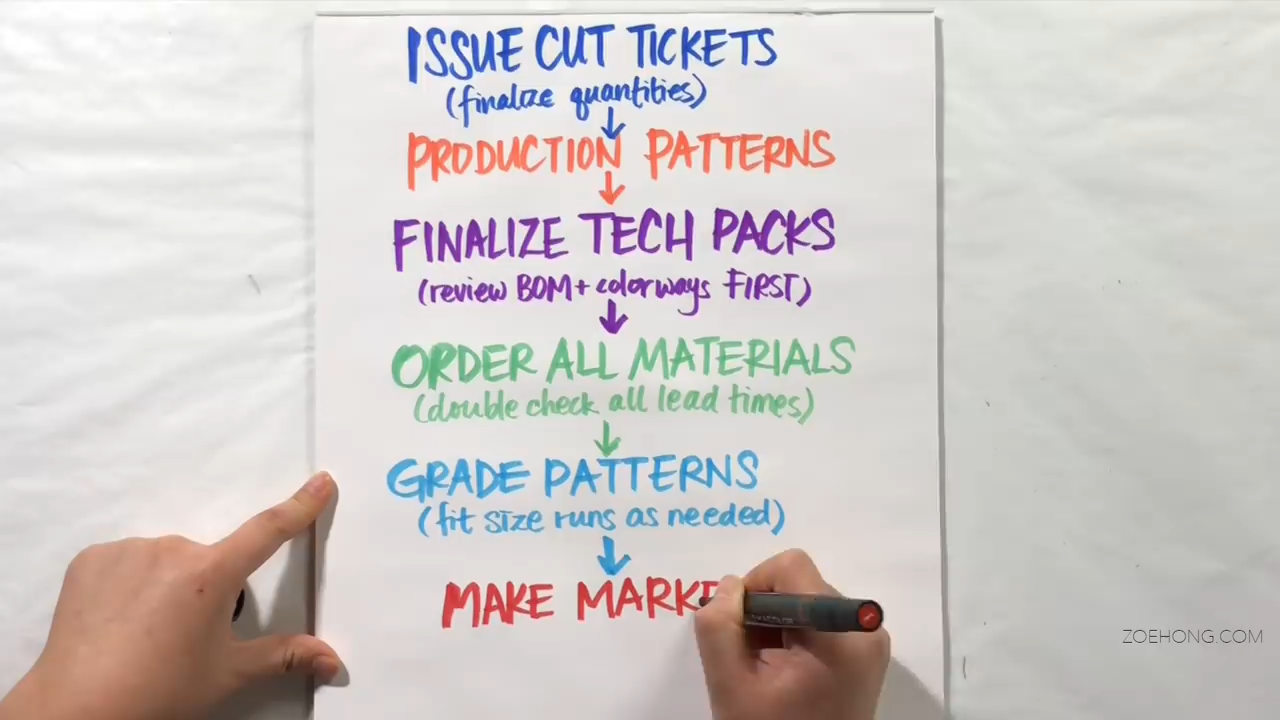 ISSUE CUT TICKETS
(finalize quantities)
PRODUCTION PATTERNS
FINALIZE TECH PACKS
(review BOM + colorways FIRST)
ORDER ALL MATERIALS
(double check all lead times)
GRADE PATTERNS
(fit size runs as needed)
MAKE MARKE
ZOEHONG.COM